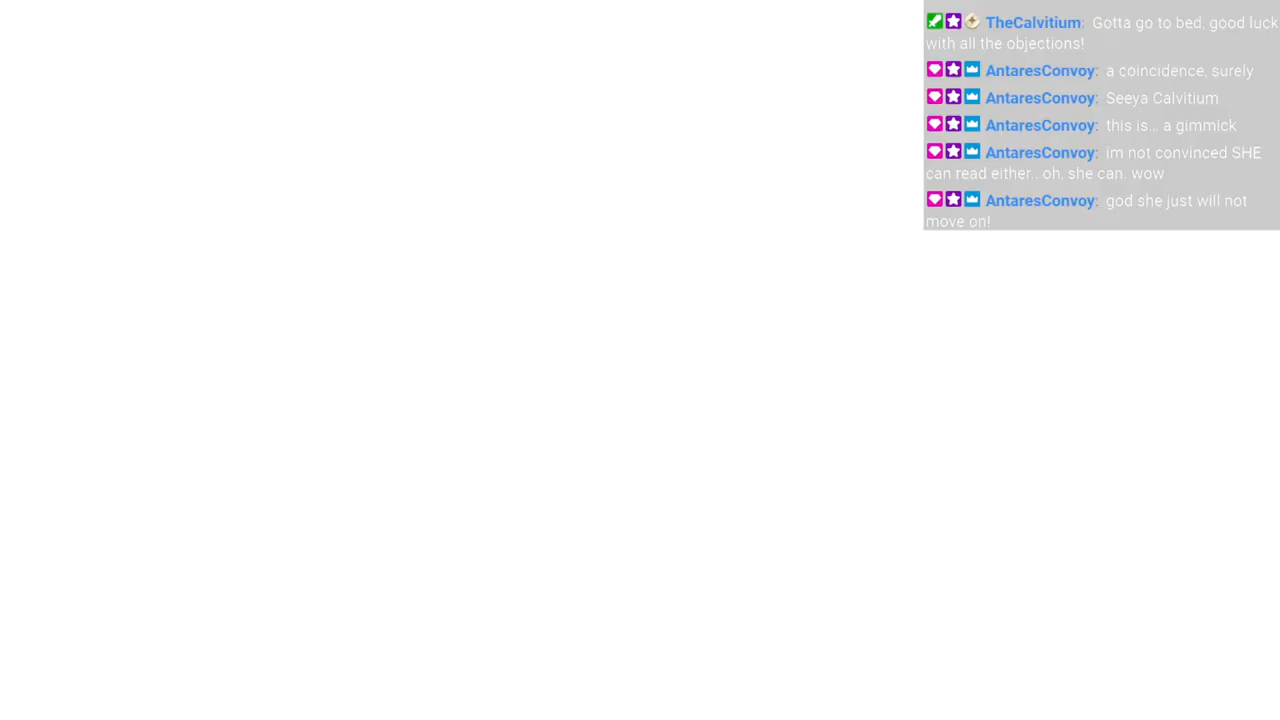 TheCalvitium: Gotta go to bed, good luck
with all the objections!
AntaresConvoy: a coincidence, surely
AntaresConvoy: Seeya Calvitium
AntaresConvoy: this is... a gimmick
AntaresConvoy: im not convinced SHE
can read either.. oh, she can. wow
AntaresConvoy: god she just will not
move on!